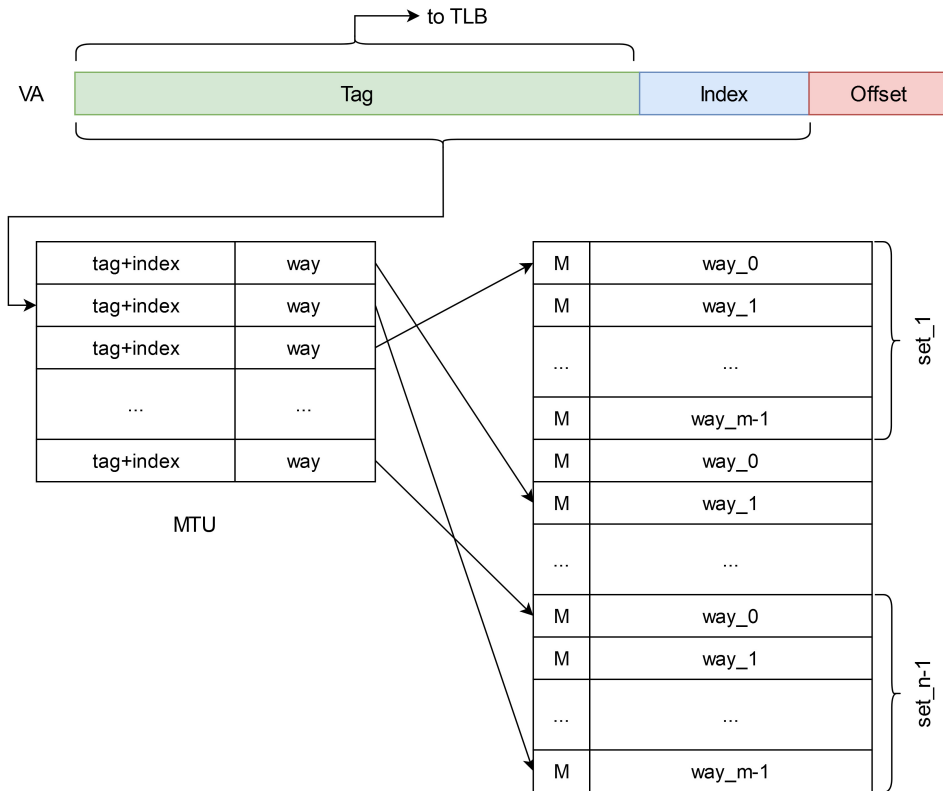 to TLB
VA Tag Index Offset
tag+index way
tag+index way
tag+index way
... ...
tag+index way
MTU
M way_0
M way_1
... ...
M way_m-1
set_1
M way_0
M way_1
... ...
M way_0
M way_1
... ...
M way_m-1
set_n-1